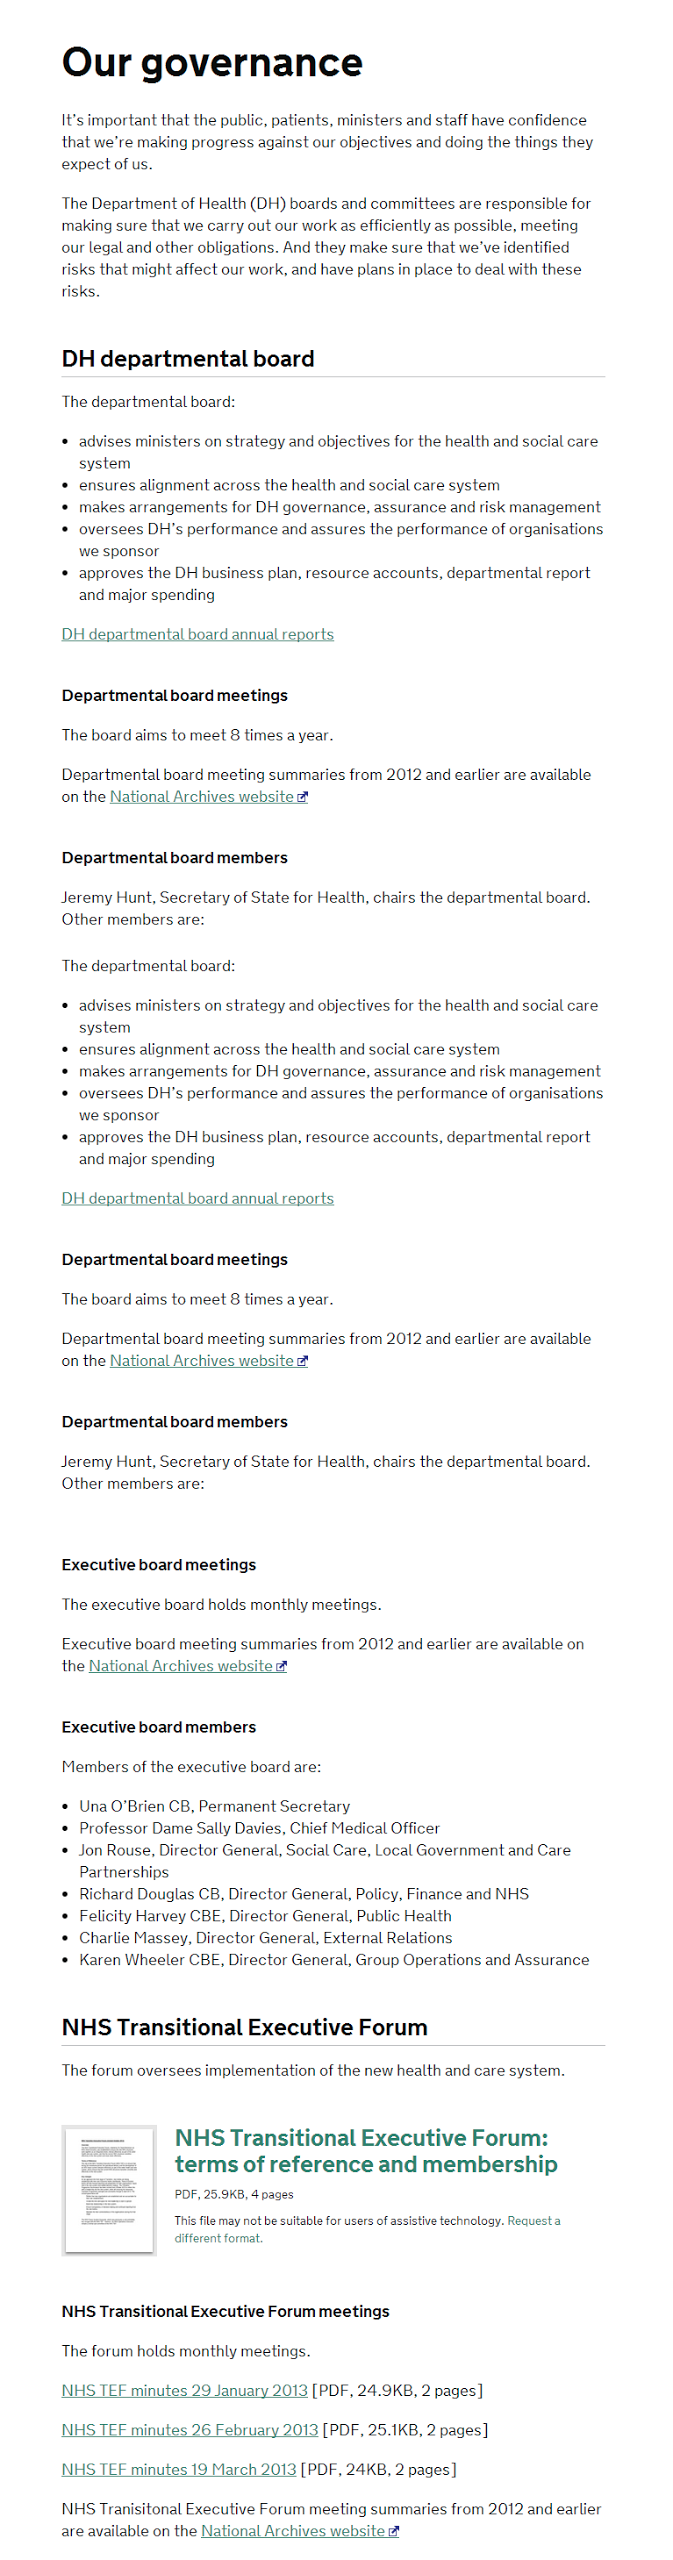 Our governance
It's important that the public, patients, ministers and staff have confidence
that we're making progress against our objectives and doing the things they
expect of us.
The Department of Health (DH) boards and committees are responsible for
making sure that we carry out our work as efficiently as possible, meeting
our legal and other obligations. And they make sure that we've identified
risks that might affect our work, and have plans in place to deal with these
risks.
DH departmental board
The departmental board:
• advises ministers on strategy and objectives for the health and social care
system
• ensures alignment across the health and social care system
• makes arrangements for DH governance, assurance and risk management
• oversees DH's performance and assures the performance of organisations
we sponsor
• approves the DH business plan, resource accounts, departmental report
and major spending
DH departmental board annual reports
Departmental board meetings
The board aims to meet 8 times a year.
Departmental board meeting summaries from 2012 and earlier are available
on the National Archives website
Departmental board members
Jeremy Hunt, Secretary of State for Health, chairs the departmental board.
Other members are:
The departmental board:
• advises ministers on strategy and objectives for the health and social care
system
• ensures alignment across the health and social care system
• makes arrangements for DH governance, assurance and risk management
• oversees DH's performance and assures the performance of organisations
we sponsor
• approves the DH business plan, resource accounts, departmental report
and major spending
DH departmental board annual reports
Departmental board meetings
The board aims to meet 8 times a year.
Departmental board meeting summaries from 2012 and earlier are available
on the National Archives website
Departmental board members
Jeremy Hunt, Secretary of State for Health, chairs the departmental board.
Other members are:
Executive board meetings
The executive board holds monthly meetings.
Executive board meeting summaries from 2012 and earlier are available on
the National Archives website
Executive board members
Members of the executive board are:
• Una O'Brien CB, Permanent Secretary
• Professor Dame Sally Davies, Chief Medical Officer
• Jon Rouse, Director General, Social Care, Local Government and Care
Partnerships
• Richard Douglas CB, Director General, Policy, Finance and NHS
• Felicity Harvey CBE, Director General, Public Health
• Charlie Massey, Director General, External Relations
• Karen Wheeler CBE, Director General, Group Operations and Assurance
NHS Transitional Executive Forum
The forum oversees implementation of the new health and care system.
NHS Transitional Executive Forum:
terms of reference and membership
PDF, 25.9KB, 4 pages
This file may not be suitable for users of assistive technology. Request a
different format.
NHS Transitional Executive Forum meetings
The forum holds monthly meetings.
NHS TEF minutes 29 January 2013 [PDF, 24.9KB, 2 pages]
NHS TEF minutes 26 February 2013 [PDF, 25.1KB, 2 pages]
NHS TEF minutes 19 March 2013 [PDF, 24KB, 2 pages]
NHS Tranisitonal Executive Forum meeting summaries from 2012 and earlier
are available on the National Archives website